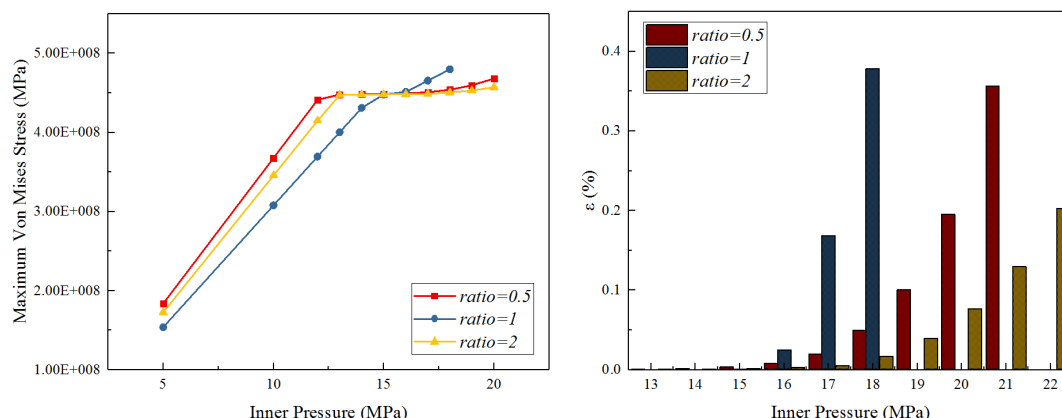 5.00E+008
4.00E+008
3.00E+008
2.00E+008
1.00E+008
Maximum Von Mises Stress (MPa)
ratio=0.5
ratio=1
ratio=2
5 10 15 20
Inner Pressure (MPa)
ratio=0.5
ratio=1
ratio=2
0.4
0.3
0.2
0.1
0.0
ε (%)
13 14 15 16 17 18 19 20 21 22
Inner Pressure (MPa)